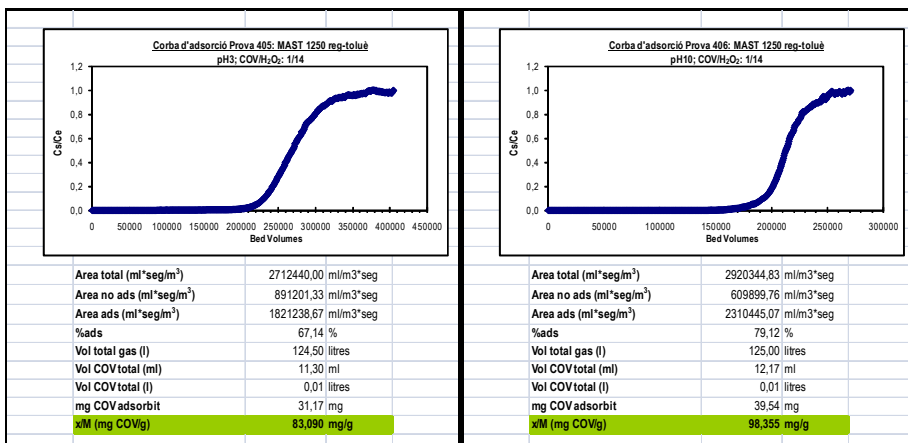 Corba d'adsorció Prova 405: MAST 1250 reg-toluè
pH3; COV/H₂O₂: 1/14
1,2
1,0
0,8
0,6
0,4
0,2
0,0
Cs/Ce
0 50000 100000 150000 200000 250000 300000 350000 400000 450000
Bed Volumes
Area total (ml*seg/m³) 2712440,00 ml/m3*seg
Area no ads (ml*seg/m³) 891201,33 ml/m3*seg
Area ads (ml*seg/m³) 1821238,67 ml/m3*seg
%ads 67,14 %
Vol total gas (l) 124,50 litres
Vol COV total (ml) 11,30 ml
Vol COV total (l) 0,01 litres
mg COV adsorbit 31,17 mg
x/M (mg COV/g) 83,090 mg/g
Corba d'adsorció Prova 406: MAST 1250 reg-toluè
pH10; COV/H₂O₂: 1/14
1,2
1,0
0,8
0,6
0,4
0,2
0,0
Cs/Ce
0 50000 100000 150000 200000 250000 300000
Bed Volumes
Area total (ml*seg/m³) 2920344,83 ml/m3*seg
Area no ads (ml*seg/m³) 609899,76 ml/m3*seg
Area ads (ml*seg/m³) 2310445,07 ml/m3*seg
%ads 79,12 %
Vol total gas (l) 125,00 litres
Vol COV total (ml) 12,17 ml
Vol COV total (l) 0,01 litres
mg COV adsorbit 39,54 mg
x/M (mg COV/g) 98,355 mg/g